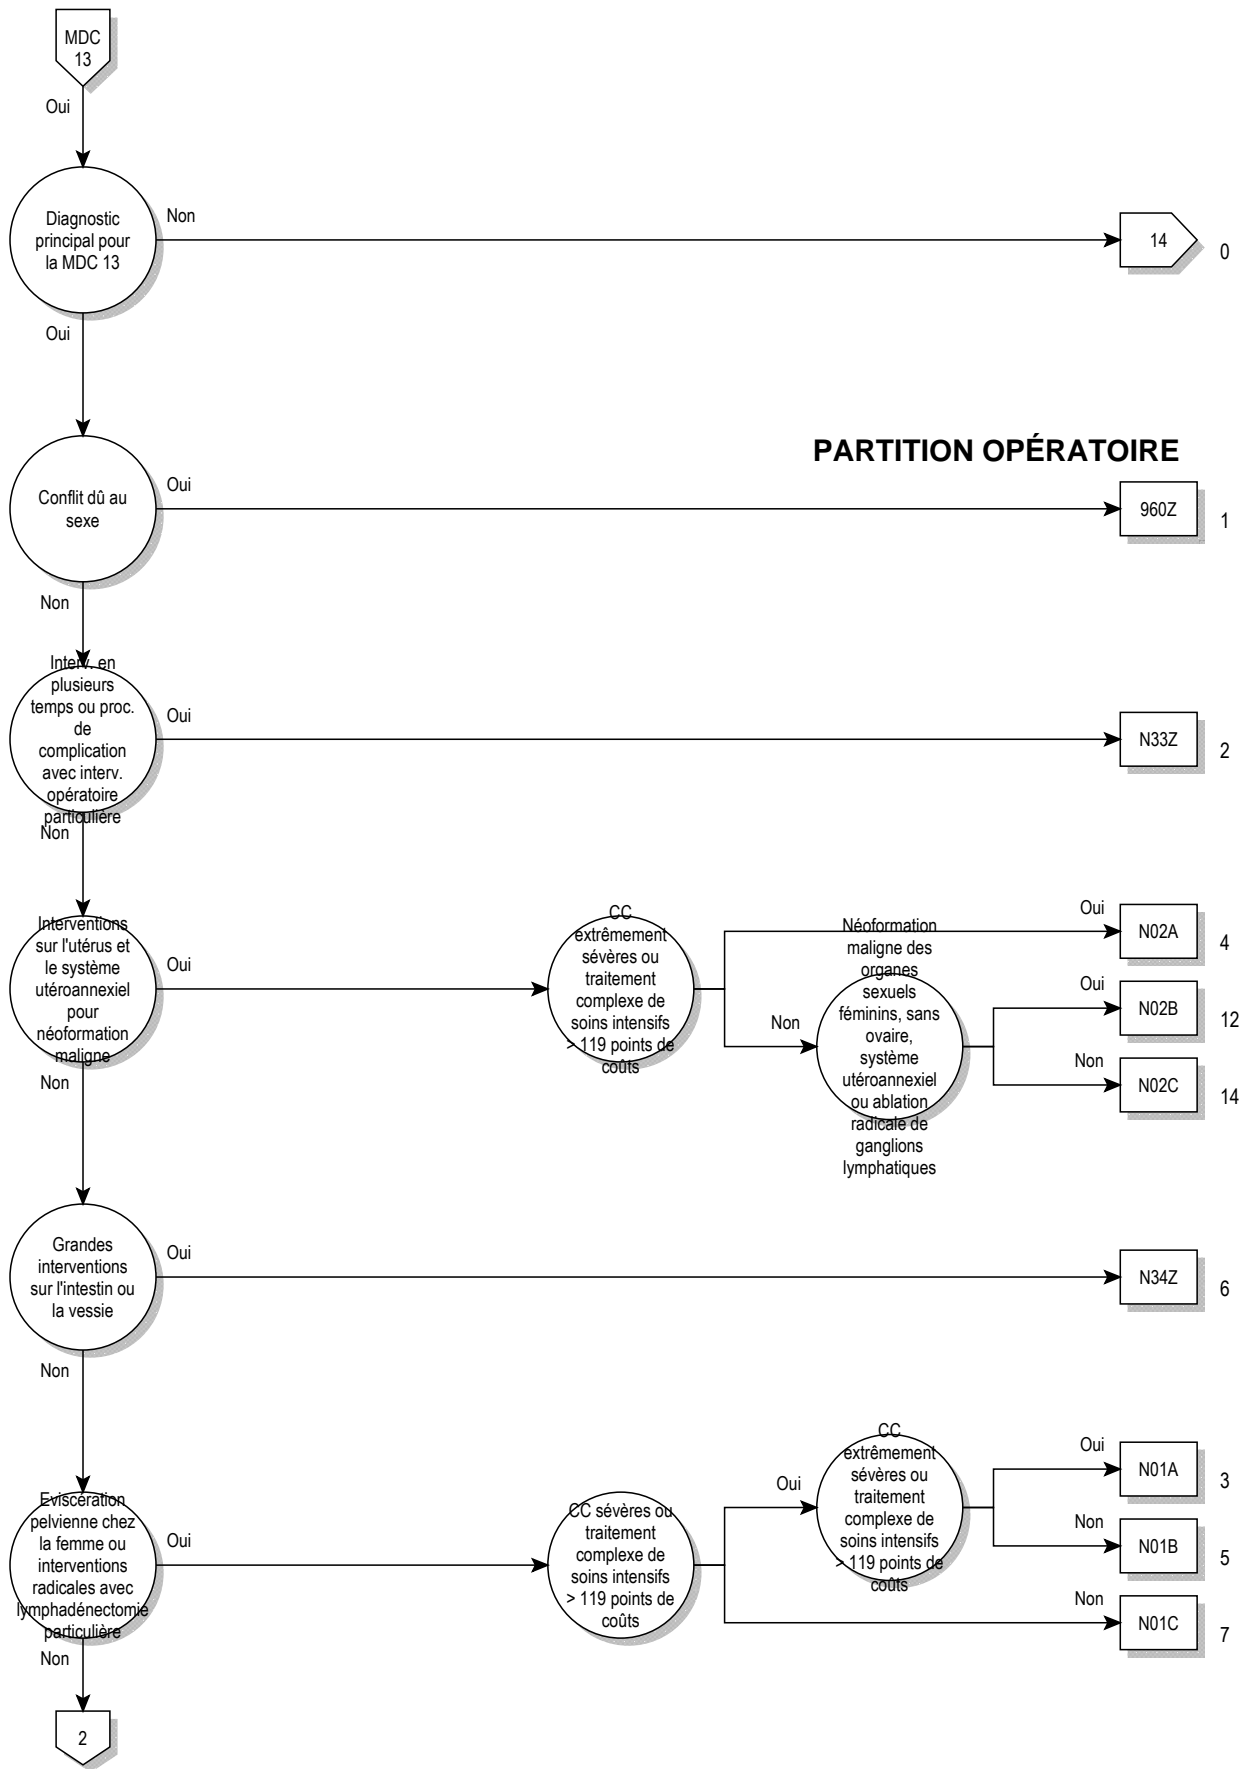 MDC
13
Oui
Diagnostic
principal pour
la MDC 13
Non
14
0
Oui
PARTITION OPÉRATOIRE
Conflit dû au
sexe
Oui
960Z
1
Non
Interv. en
plusieurs
temps ou proc.
de
complication
avec interv.
opératoire
particulière
Oui
N33Z
2
Non
Interventions
sur l'utérus et
le système
utéroannexiel
pour
néoformation
maligne
Oui
CC
extrêmement
sévères ou
traitement
complexe de
soins intensifs
> 119 points de
coûts
Oui
N02A
4
Non
Néoformation
maligne des
organes
sexuels
féminins, sans
ovaire,
système
utéroannexiel
ou ablation
radicale de
ganglions
lymphatiques
Oui
N02B
12
Non
N02C
14
Non
Grandes
interventions
sur l'intestin ou
la vessie
Oui
N34Z
6
Non
Eviscération
pelvienne chez
la femme ou
interventions
radicales avec
lymphadénectomie
particulière
Oui
CC sévères ou
traitement
complexe de
soins intensifs
> 119 points de
coûts
Oui
CC
extrêmement
sévères ou
traitement
complexe de
soins intensifs
> 119 points de
coûts
Oui
N01A
3
Non
N01B
5
Non
N01C
7
Non
2